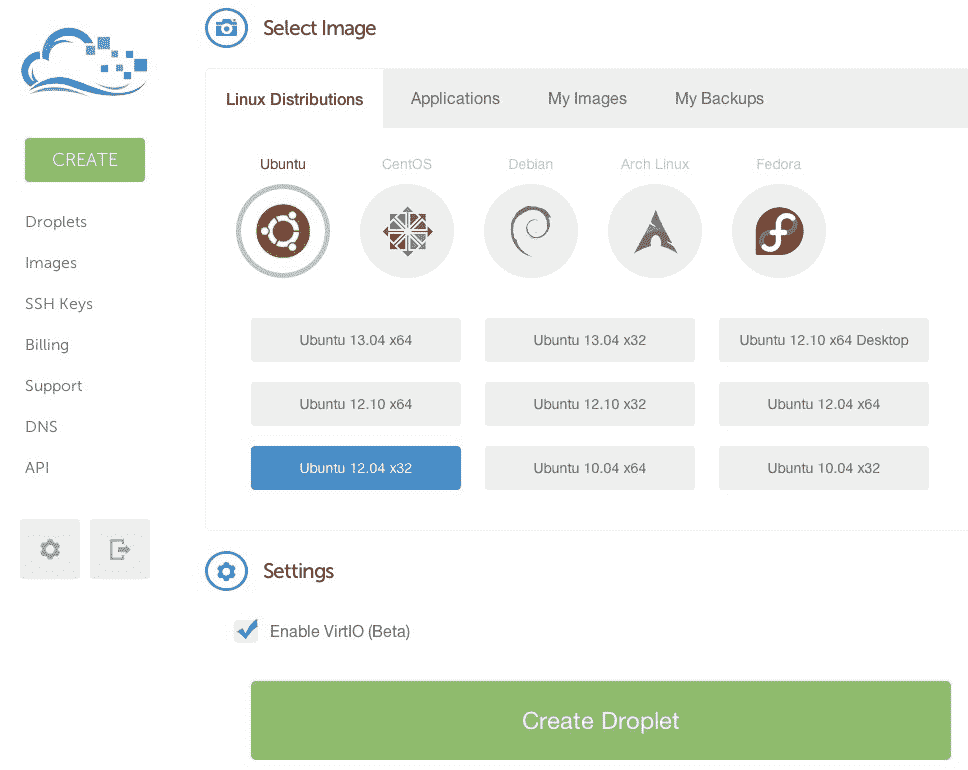 Select Image
Linux Distributions Applications My Images My Backups
CREATE
Droplets
Images
SSH Keys
Billing
Support
DNS
API
Ubuntu CentOS Debian Arch Linux Fedora
Ubuntu 13.04 x64 Ubuntu 13.04 x32 Ubuntu 12.10 x64 Desktop
Ubuntu 12.10 x64 Ubuntu 12.10 x32 Ubuntu 12.04 x64
Ubuntu 12.04 x32 Ubuntu 10.04 x64 Ubuntu 10.04 x32
Settings
Enable VirtIO (Beta)
Create Droplet